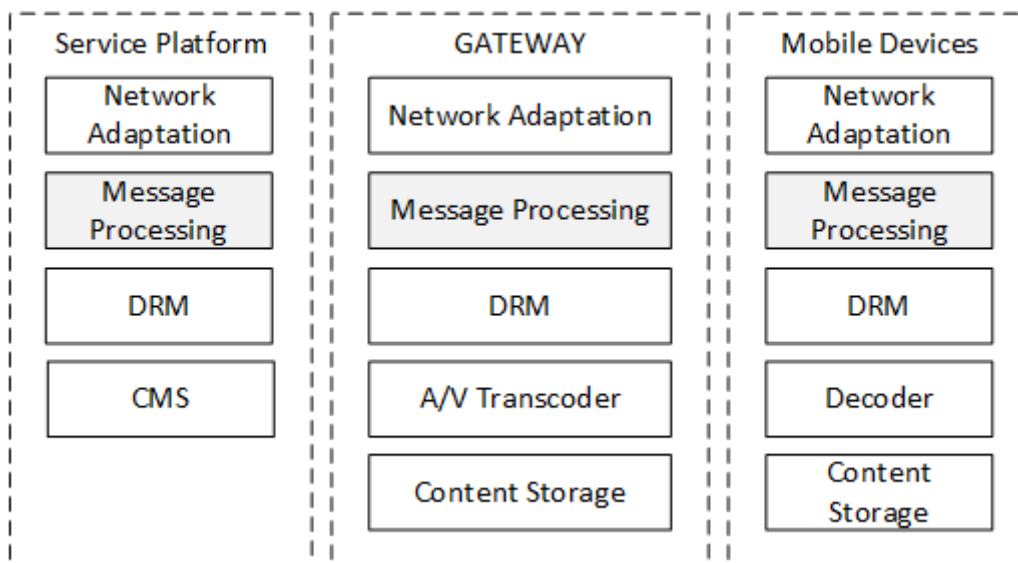 Service Platform
Network
Adaptation
Message
Processing
DRM
CMS
GATEWAY
Network Adaptation
Message Processing
DRM
A/V Transcoder
Content Storage
Mobile Devices
Network
Adaptation
Message
Processing
DRM
Decoder
Content
Storage